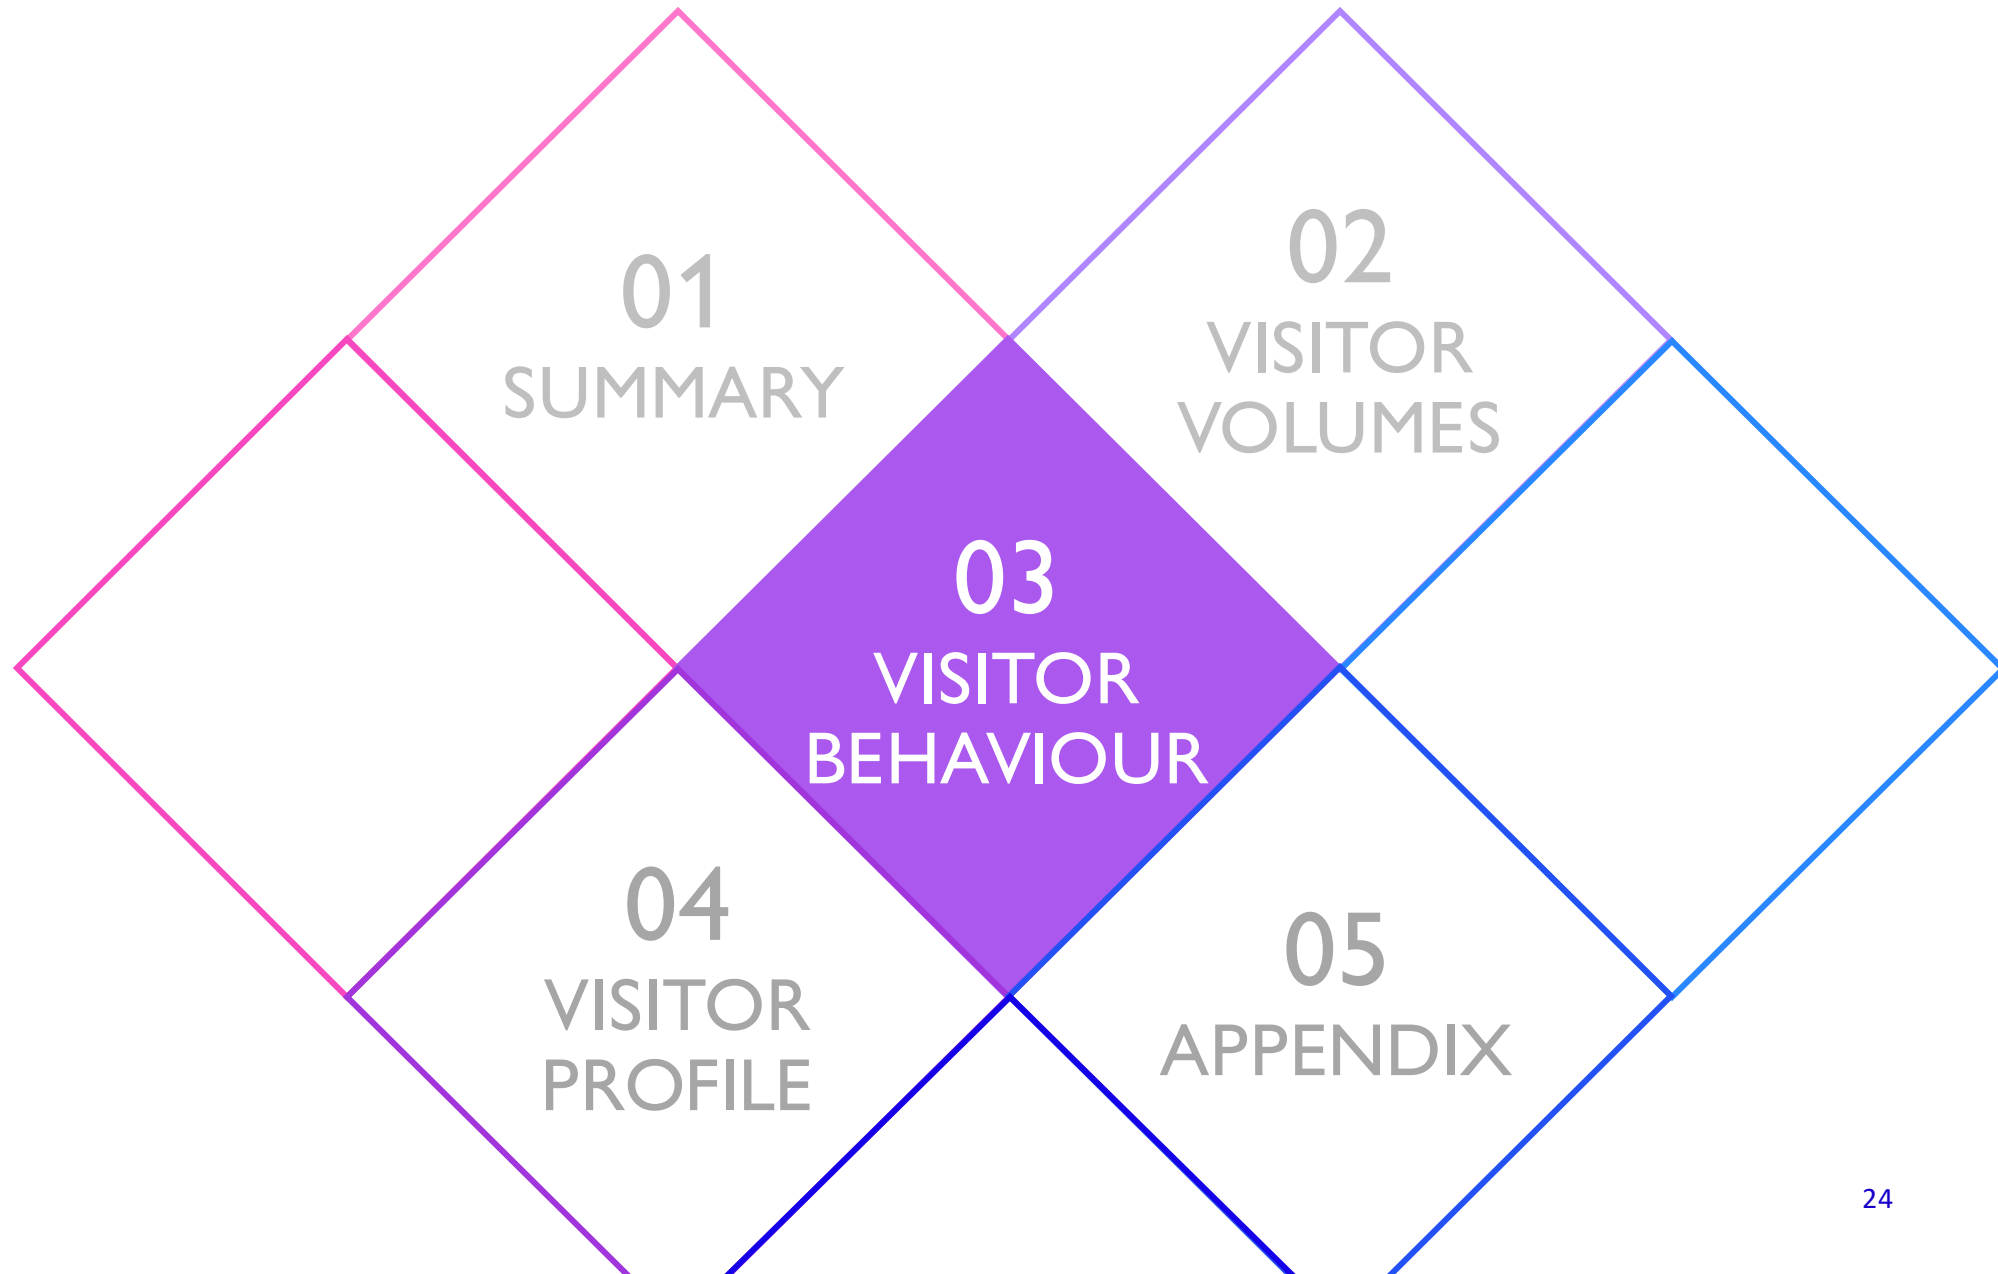 01
SUMMARY
02
VISITOR
VOLUMES
03
VISITOR
BEHAVIOUR
04
VISITOR
PROFILE
05
APPENDIX
24